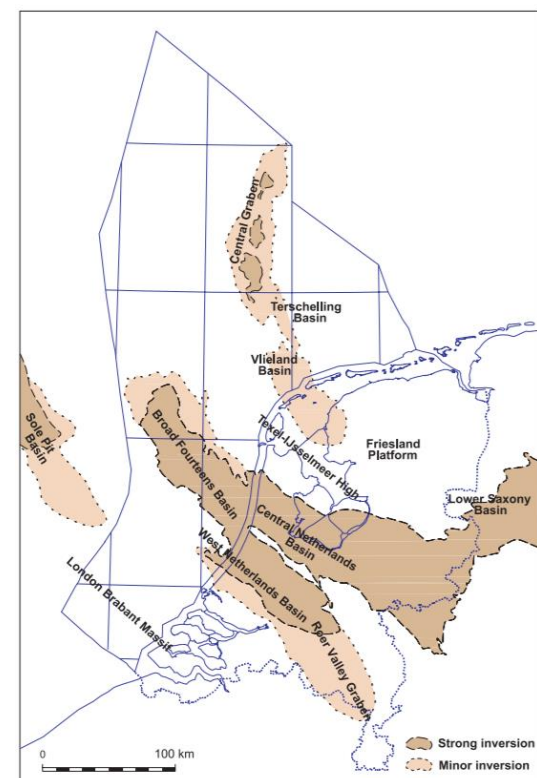 Central Graben
Terschelling
Basin
Vlieland
Basin
Texel-IJsselmeer High
Friesland
Platform
Sole Pit
Basin
Broad Fourteens Basin
Lower Saxony
Basin
Central Netherlands
Basin
West Netherlands Basin
London Brabant Massif
Roer Valley Graben
Strong inversion
Minor inversion
0 100 km